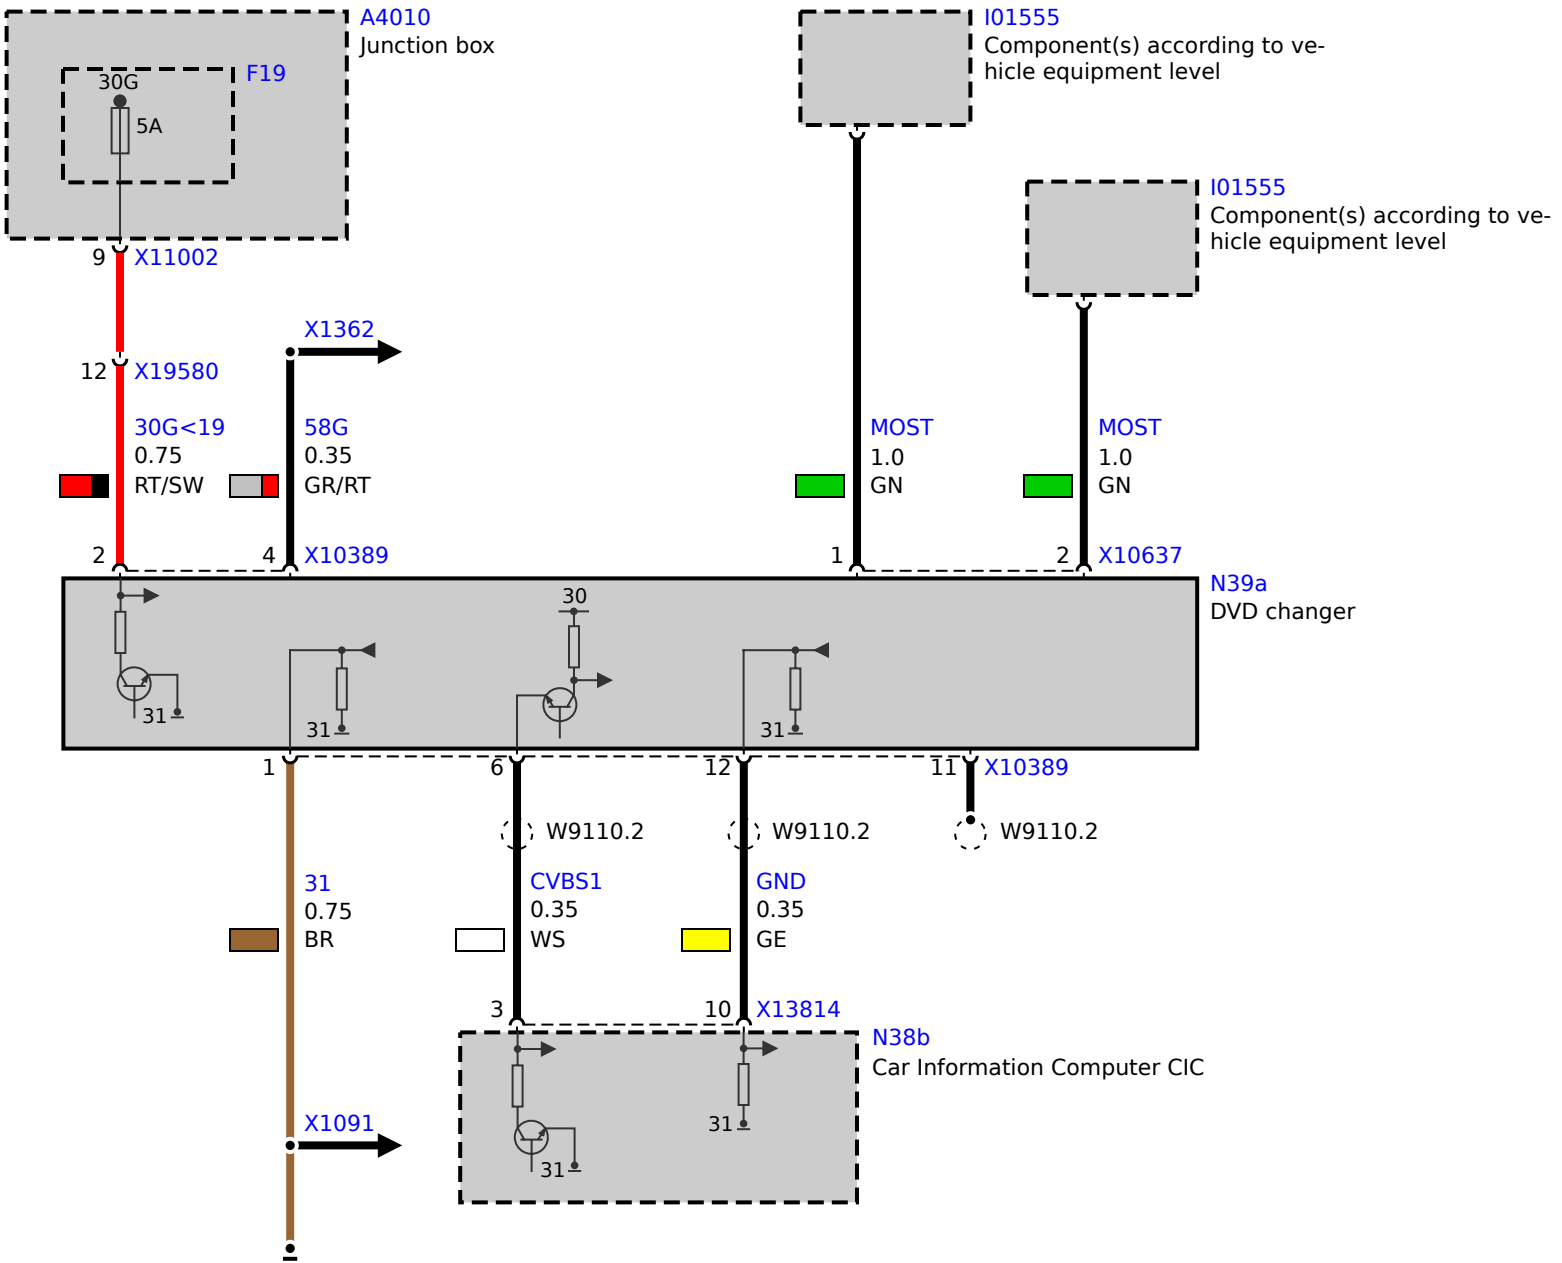 A4010
Junction box
F19
30G
5A
I01555
Component(s) according to ve-
hicle equipment level
I01555
Component(s) according to ve-
hicle equipment level
9 X11002
X1362
12 X19580
30G<19
0.75
RT/SW
58G
0.35
GR/RT
MOST
1.0
GN
MOST
1.0
GN
2 4 X10389
1 2 X10637
N39a
DVD changer
30
31
31
31
1 6 12 11 X10389
W9110.2 W9110.2 W9110.2
31
0.75
BR
CVBS1
0.35
WS
GND
0.35
GE
3 10 X13814
N38b
Car Information Computer CIC
X1091
31
31